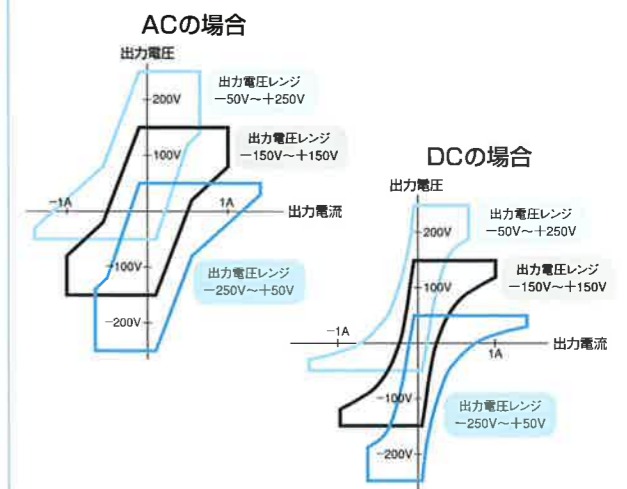 ACの場合
出力電圧
200V
100V
−1A
1A
出力電流
−100V
−200V
出力電圧レンジ
−50V〜＋250V
出力電圧レンジ
−150V〜＋150V
出力電圧レンジ
−250V〜＋50V
DCの場合
出力電圧
200V
100V
−1A
1A
出力電流
−100V
−200V
出力電圧レンジ
−50V〜＋250V
出力電圧レンジ
−150V〜＋150V
出力電圧レンジ
−250V〜＋50V